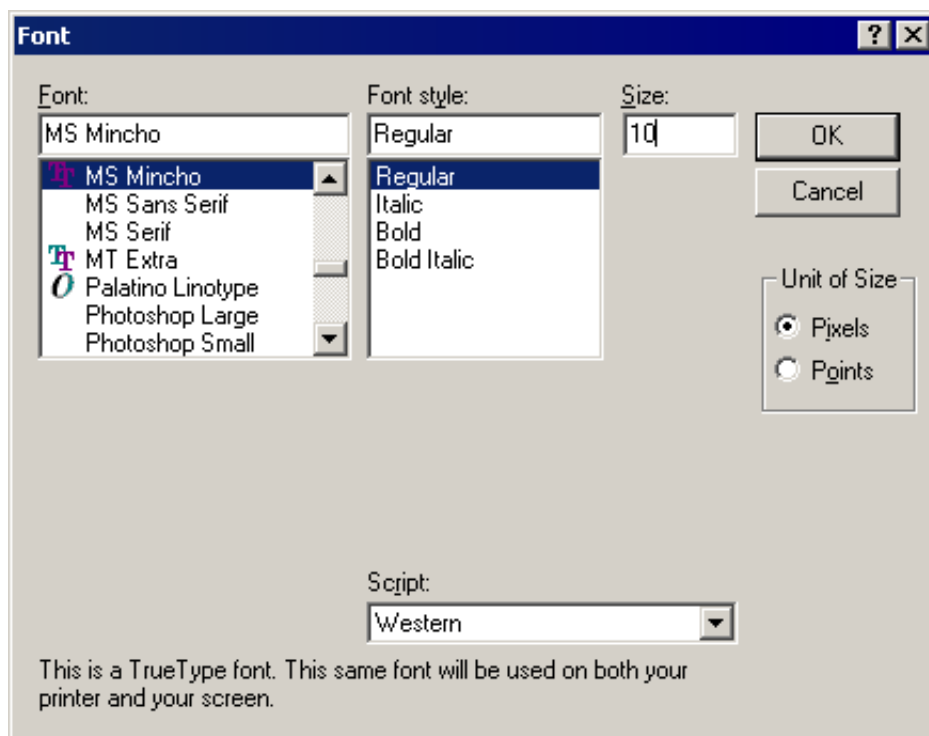 Font
Font:
Font style:
Size:
MS Mincho
Regular
10
OK
Cancel
MS Mincho
MS Sans Serif
MS Serif
MT Extra
Palatino Linotype
Photoshop Large
Photoshop Small
Regular
Italic
Bold
Bold Italic
Unit of Size
Pixels
Points
Script:
Western
This is a TrueType font. This same font will be used on both your
printer and your screen.